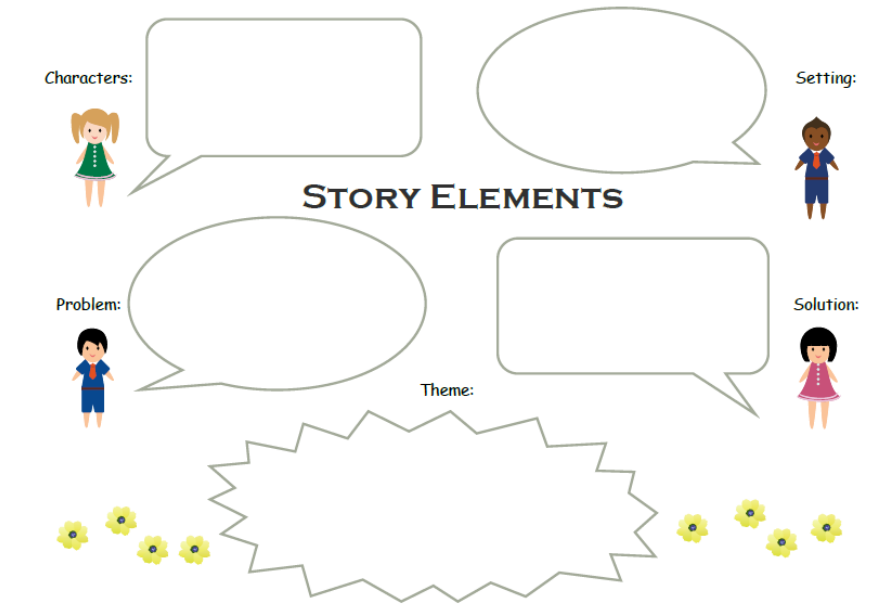 Characters:
Setting:
STORY ELEMENTS
Problem:
Solution:
Theme: